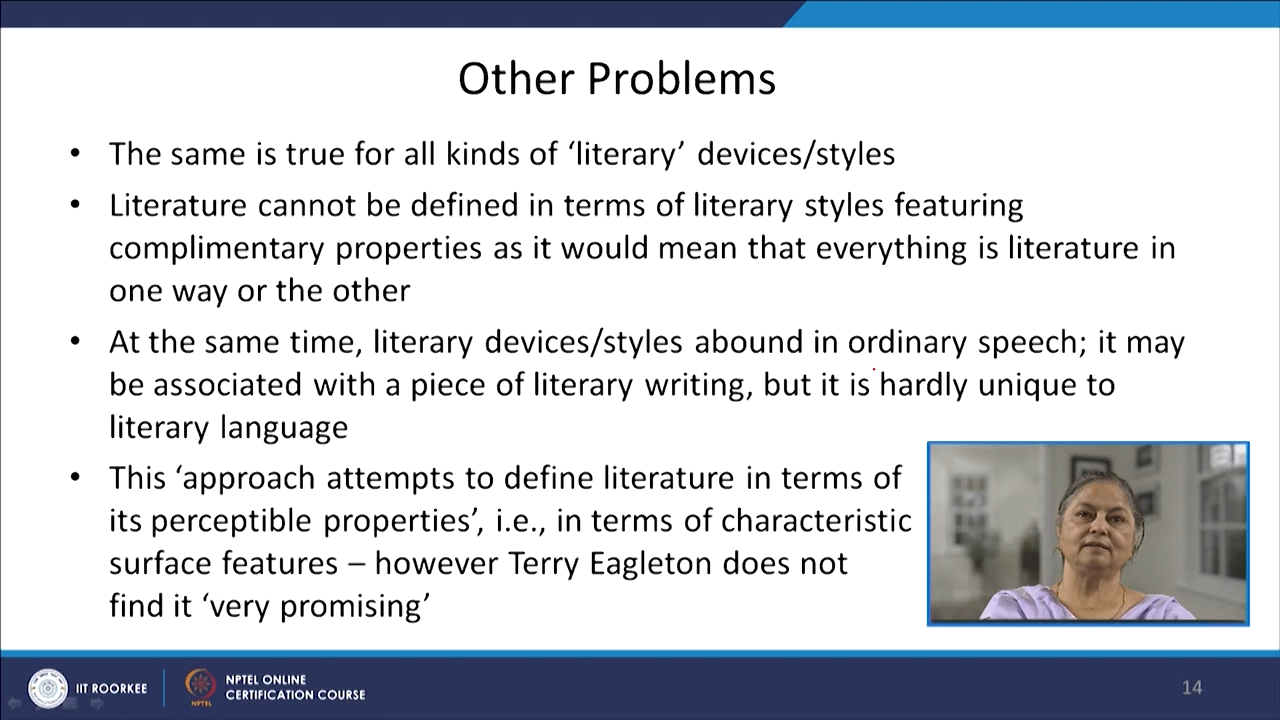 Other Problems
• The same is true for all kinds of ‘literary’ devices/styles
• Literature cannot be defined in terms of literary styles featuring
complimentary properties as it would mean that everything is literature in
one way or the other
• At the same time, literary devices/styles abound in ordinary speech; it may
be associated with a piece of literary writing, but it is hardly unique to
literary language
• This ‘approach attempts to define literature in terms of
its perceptible properties’, i.e., in terms of characteristic
surface features – however Terry Eagleton does not
find it ‘very promising’
IIT ROORKEE
NPTEL
NPTEL ONLINE
CERTIFICATION COURSE
14